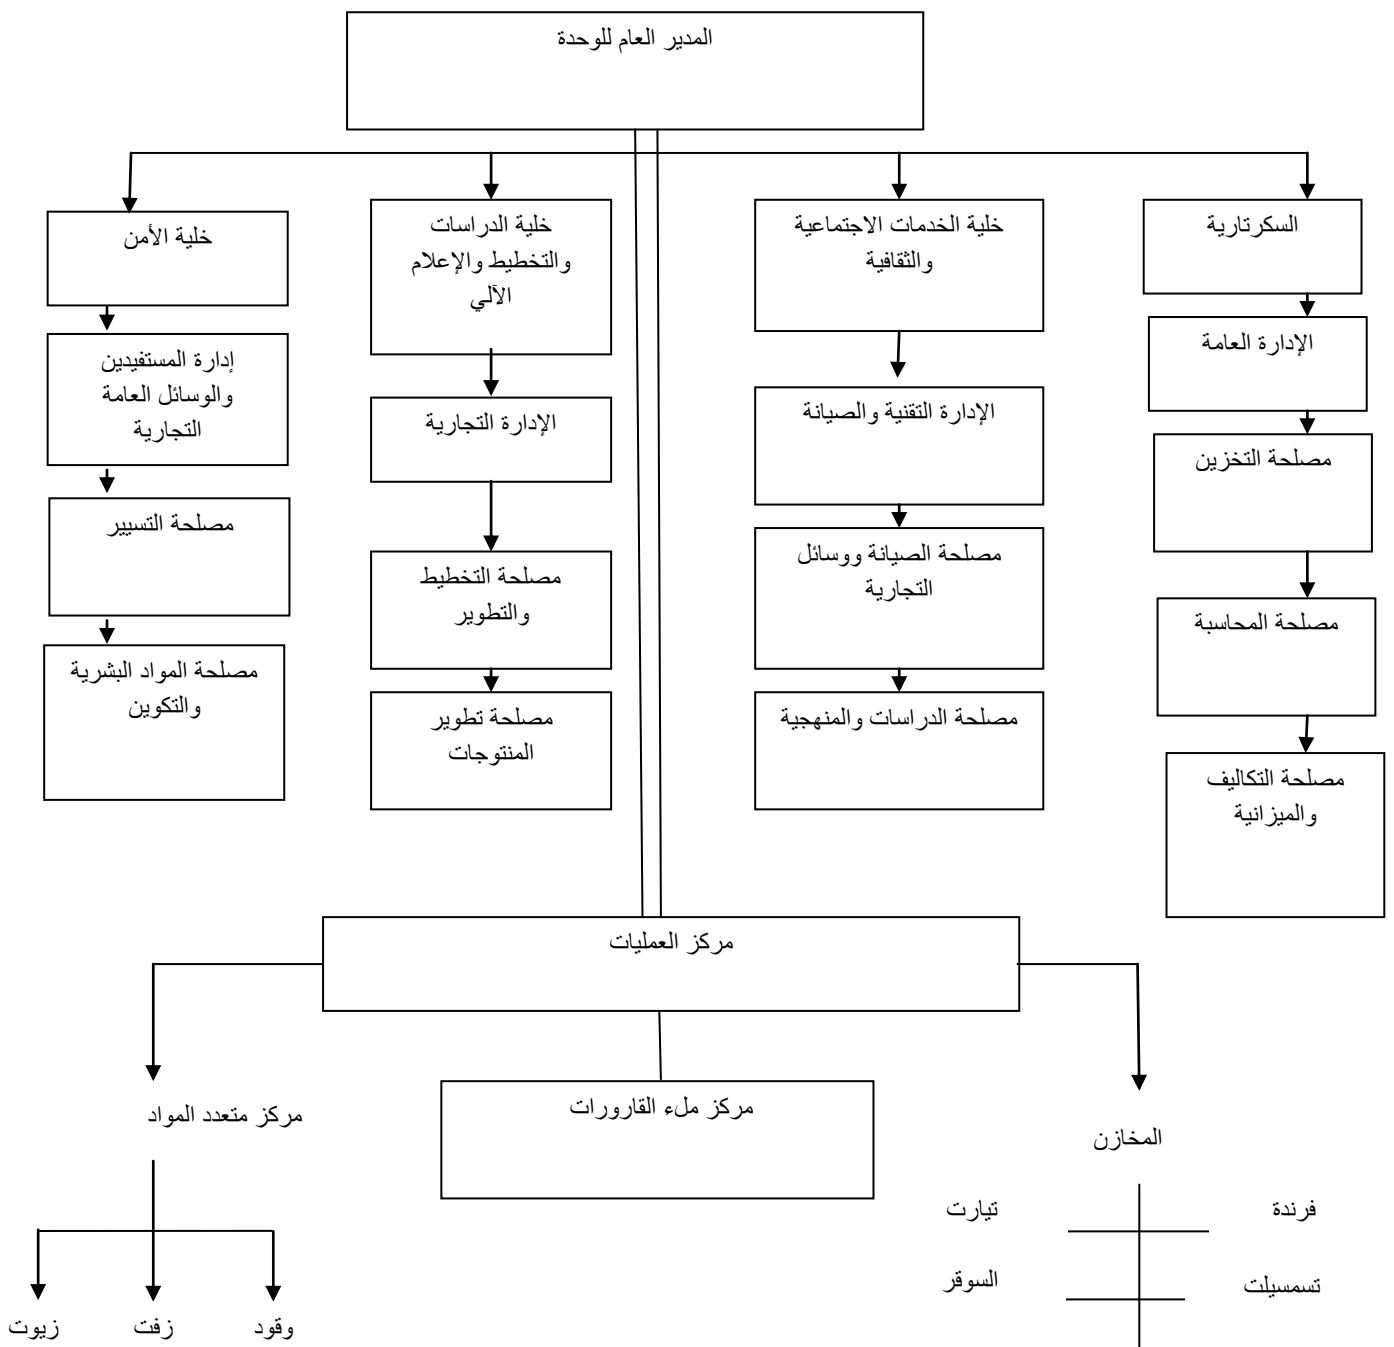 المدير العام للوحدة
السكرتارية
خلية الخدمات الاجتماعية
والثقافية
خلية الدراسات
والتخطيط والإعلام
الآلي
خلية الأمن
الإدارة العامة
الإدارة التقنية والصيانة
الإدارة التجارية
إدارة المستفيدين
والوسائل العامة
التجارية
مصلحة التخزين
مصلحة الصيانة ووسائل
التجارية
مصلحة التخطيط
والتطوير
مصلحة التسيير
مصلحة المحاسبة
مصلحة الدراسات والمنهجية
مصلحة تطوير
المنتوجات
مصلحة المواد البشرية
والتكوين
مصلحة التكاليف
والميزانية
مركز العمليات
المخازن
مركز ملء القارورات
مركز متعدد المواد
فرندة
تيارت
تسمسيلت
السوقر
وقود
زفت
زيوت